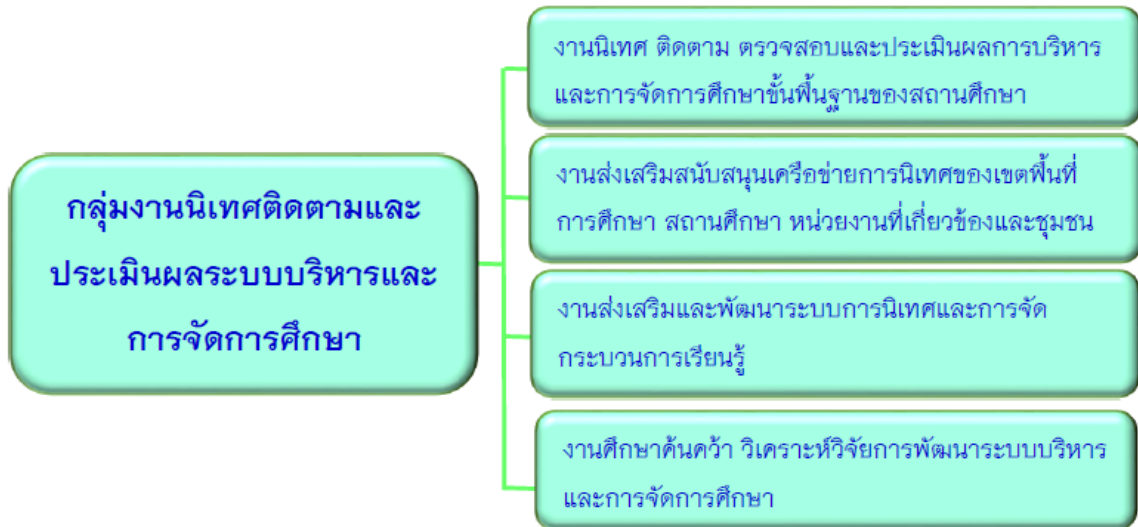 กลุ่มงานนิเทศติดตามและ
ประเมินผลระบบบริหารและ
การจัดการศึกษา
งานนิเทศ ติดตาม ตรวจสอบและประเมินผลการบริหาร
และการจัดการศึกษาขั้นพื้นฐานของสถานศึกษา
งานส่งเสริมสนับสนุนเครือข่ายการนิเทศของเขตพื้นที่
การศึกษา สถานศึกษา หน่วยงานที่เกี่ยวข้องและชุมชน
งานส่งเสริมและพัฒนาระบบการนิเทศและการจัด
กระบวนการเรียนรู้
งานศึกษาค้นคว้า วิเคราะห์วิจัยการพัฒนาระบบบริหาร
และการจัดการศึกษา